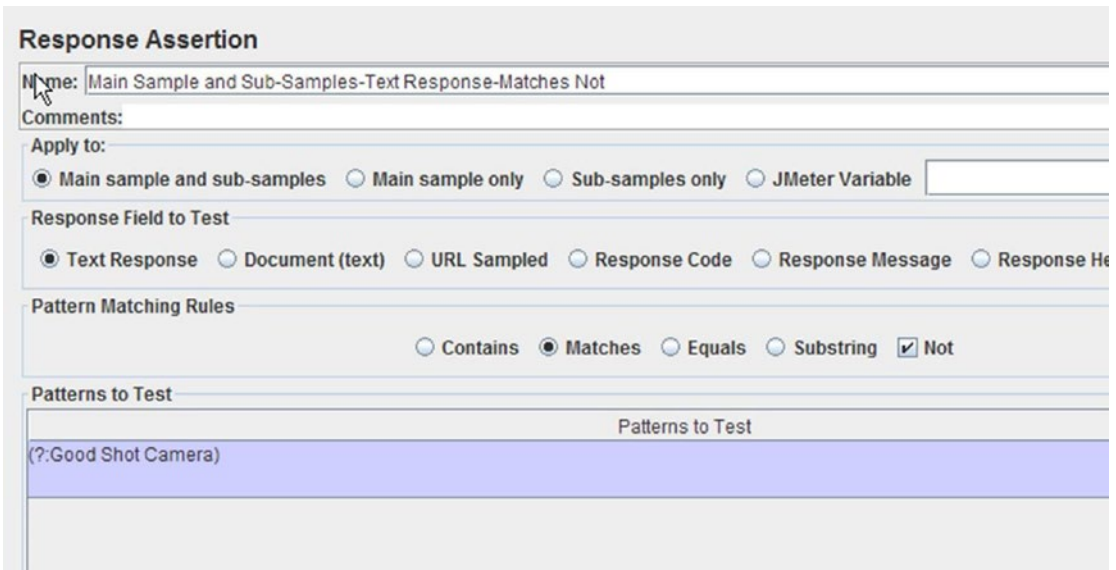 Response Assertion
Name: Main Sample and Sub-Samples-Text Response-Matches Not
Comments:
Apply to:
Main sample and sub-samples Main sample only Sub-samples only JMeter Variable
Response Field to Test
Text Response Document (text) URL Sampled Response Code Response Message Response He
Pattern Matching Rules
Contains Matches Equals Substring Not
Patterns to Test
Patterns to Test
(?:Good Shot Camera)